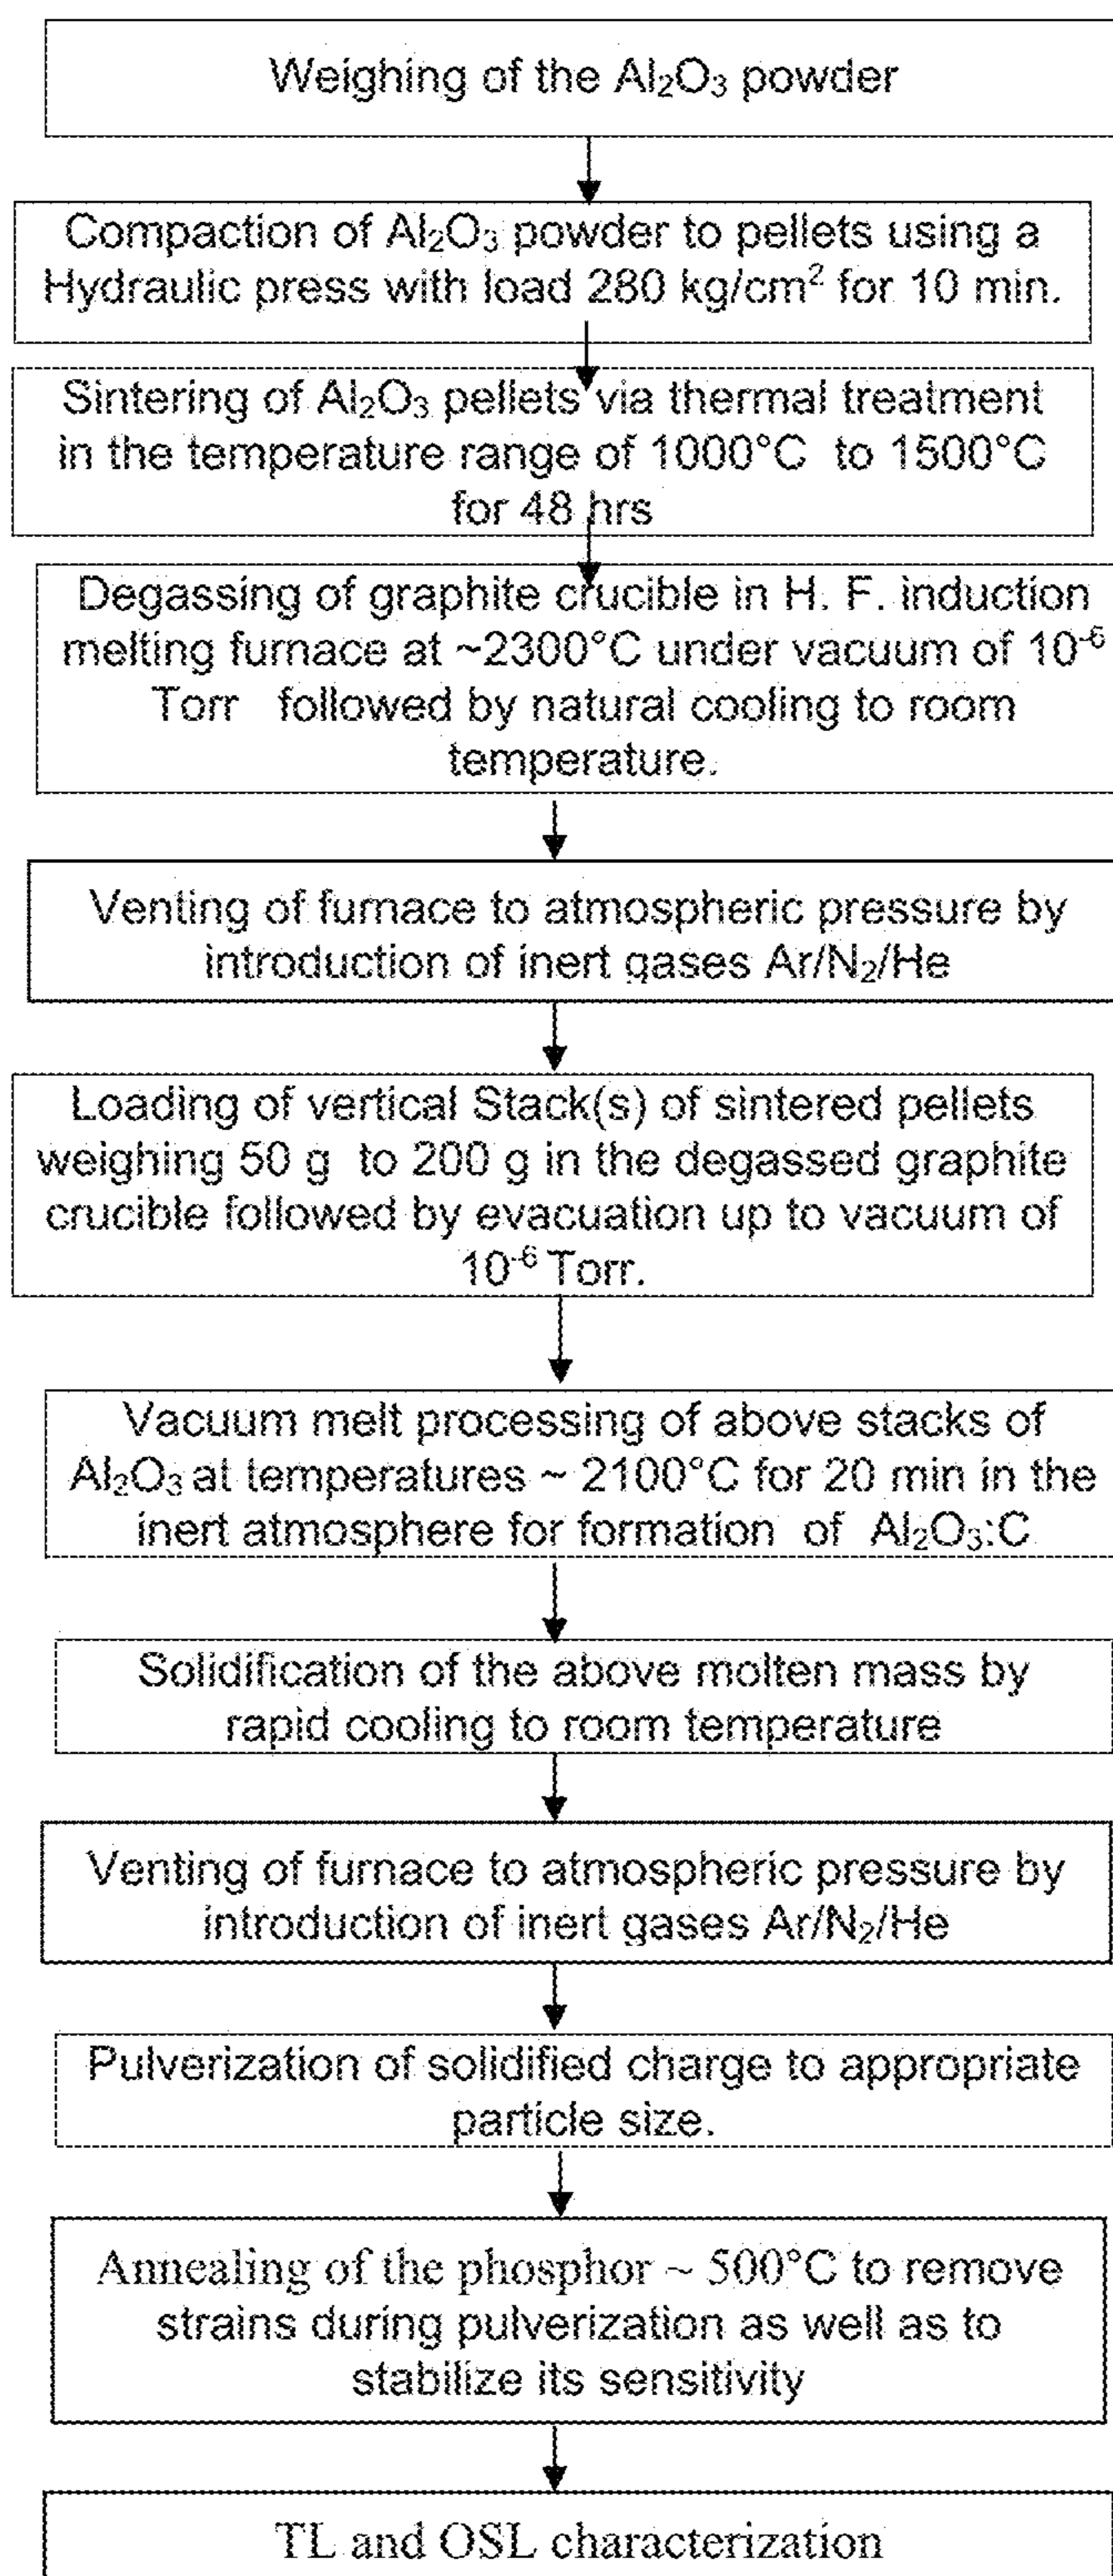 Weighing of the Al₂O₃ powder
Compaction of Al₂O₃ powder to pellets using a
Hydraulic press with load 280 kg/cm² for 10 min.
Sintering of Al₂O₃ pellets via thermal treatment
in the temperature range of 1000°C to 1500°C
for 48 hrs
Degassing of graphite crucible in H. F. induction
melting furnace at ~2300°C under vacuum of 10⁻⁶
Torr followed by natural cooling to room
temperature.
Venting of furnace to atmospheric pressure by
introduction of inert gases Ar/N₂/He
Loading of vertical Stack(s) of sintered pellets
weighing 50 g to 200 g in the degassed graphite
crucible followed by evacuation up to vacuum of
10⁻⁶ Torr.
Vacuum melt processing of above stacks of
Al₂O₃ at temperatures ~ 2100°C for 20 min in the
inert atmosphere for formation of Al₂O₃:C
Solidification of the above molten mass by
rapid cooling to room temperature
Venting of furnace to atmospheric pressure by
introduction of inert gases Ar/N₂/He
Pulverization of solidified charge to appropriate
particle size.
Annealing of the phosphor ~ 500°C to remove
strains during pulverization as well as to
stabilize its sensitivity
TL and OSL characterization